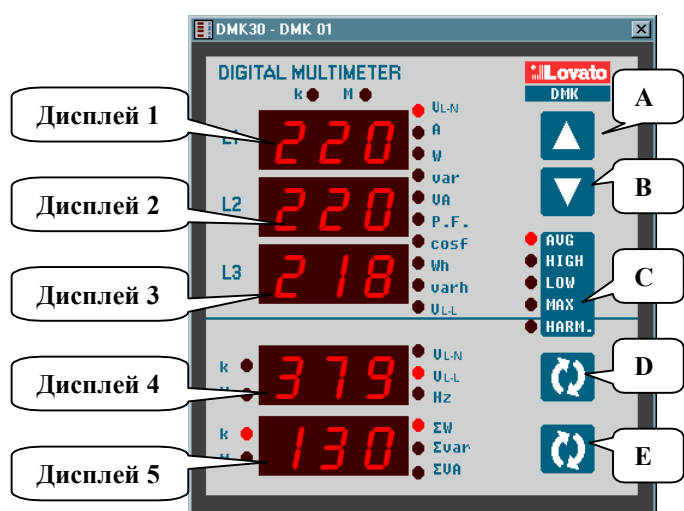 DMK30 - DMK 01
DIGITAL MULTIMETER
Lovato
DMK
k M
Дисплей 1
L1
220
VL-N
A
W
var
Дисплей 2
L2
220
VA
P.F.
cosf
Дисплей 3
L3
218
Wh
varh
VL-L
A
B
AVG
HIGH
LOW
MAX
HARM.
C
Дисплей 4
k
379
VL-N
VL-L
Hz
D
Дисплей 5
k
M
130
ΣW
Σvar
ΣVA
E